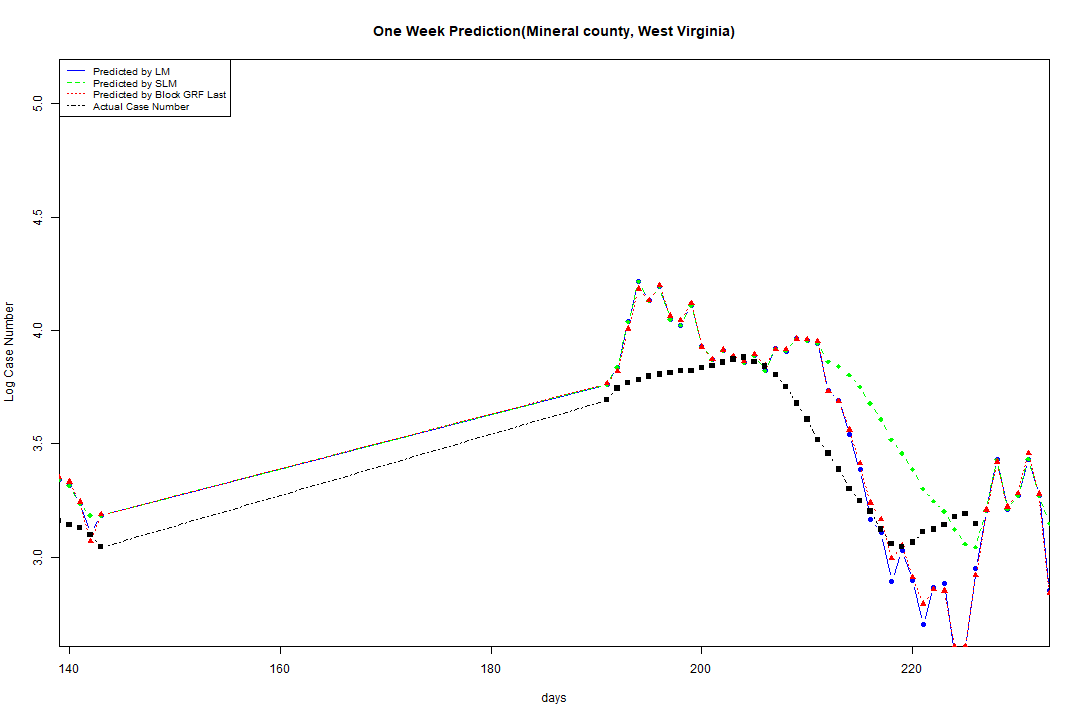 One Week Prediction(Mineral county, West Virginia)
Predicted by LM
Predicted by SLM
Predicted by Block GRF Last
Actual Case Number
5.0
4.5
4.0
3.5
3.0
Log Case Number
140 160 180 200 220
days